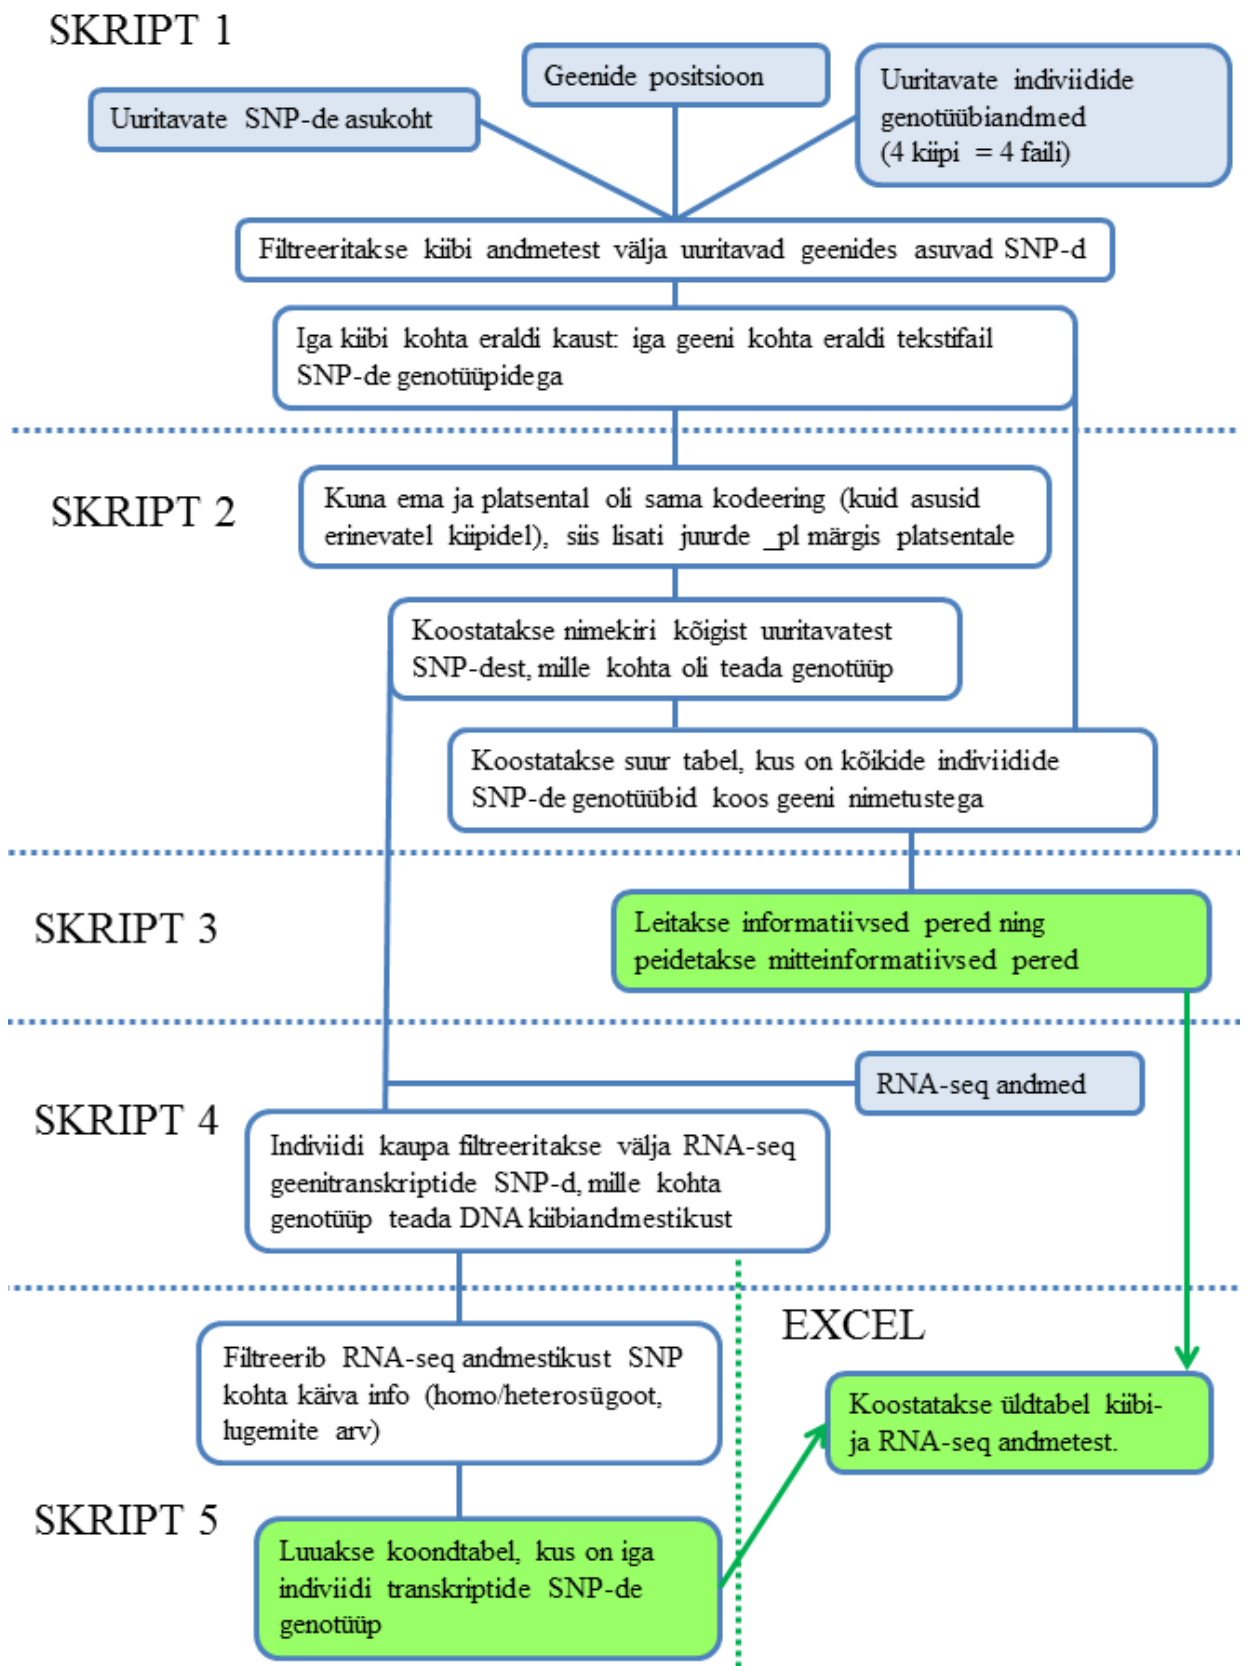 SKRIPT 1
Uuritavate SNP-de asukoht
Geenide positsioon
Uuritavate indiviidide
genotüübiandmed
(4 kiipi = 4 faili)
Filtreeritakse kiibi andmetest välja uuritavad geenides asuvad SNP-d
Iga kiibi kohta eraldi kaust: iga geeni kohta eraldi tekstifail
SNP-de genotüüpidega
SKRIPT 2
Kuna ema ja platsental oli sama kodeering (kuid asusid
erinevatel kiipidel), siis lisati juurde _pl märgis platsentale
Koostatakse nimekiri kõigist uuritavatest
SNP-dest, mille kohta oli teada genotüüp
Koostatakse suur tabel, kus on kõikide indiviidide
SNP-de genotüübid koos geeni nimetustega
SKRIPT 3
Leitakse informatiivsed pered ning
peidetakse mitteinformatiivsed pered
SKRIPT 4
RNA-seq andmed
Indiviidi kaupa filtreeritakse välja RNA-seq
geenitranskriptide SNP-d, mille kohta
genotüüp teada DNA kiibiandmestikust
SKRIPT 5
Filtreerib RNA-seq andmestikust SNP
kohta käiva info (homo/heterosügoot,
lugemite arv)
Luuakse koondtabel, kus on iga
indiviidi transkriptide SNP-de
genotüüp
EXCEL
Koostatakse üldtabel kiibi-
ja RNA-seq andmetest.